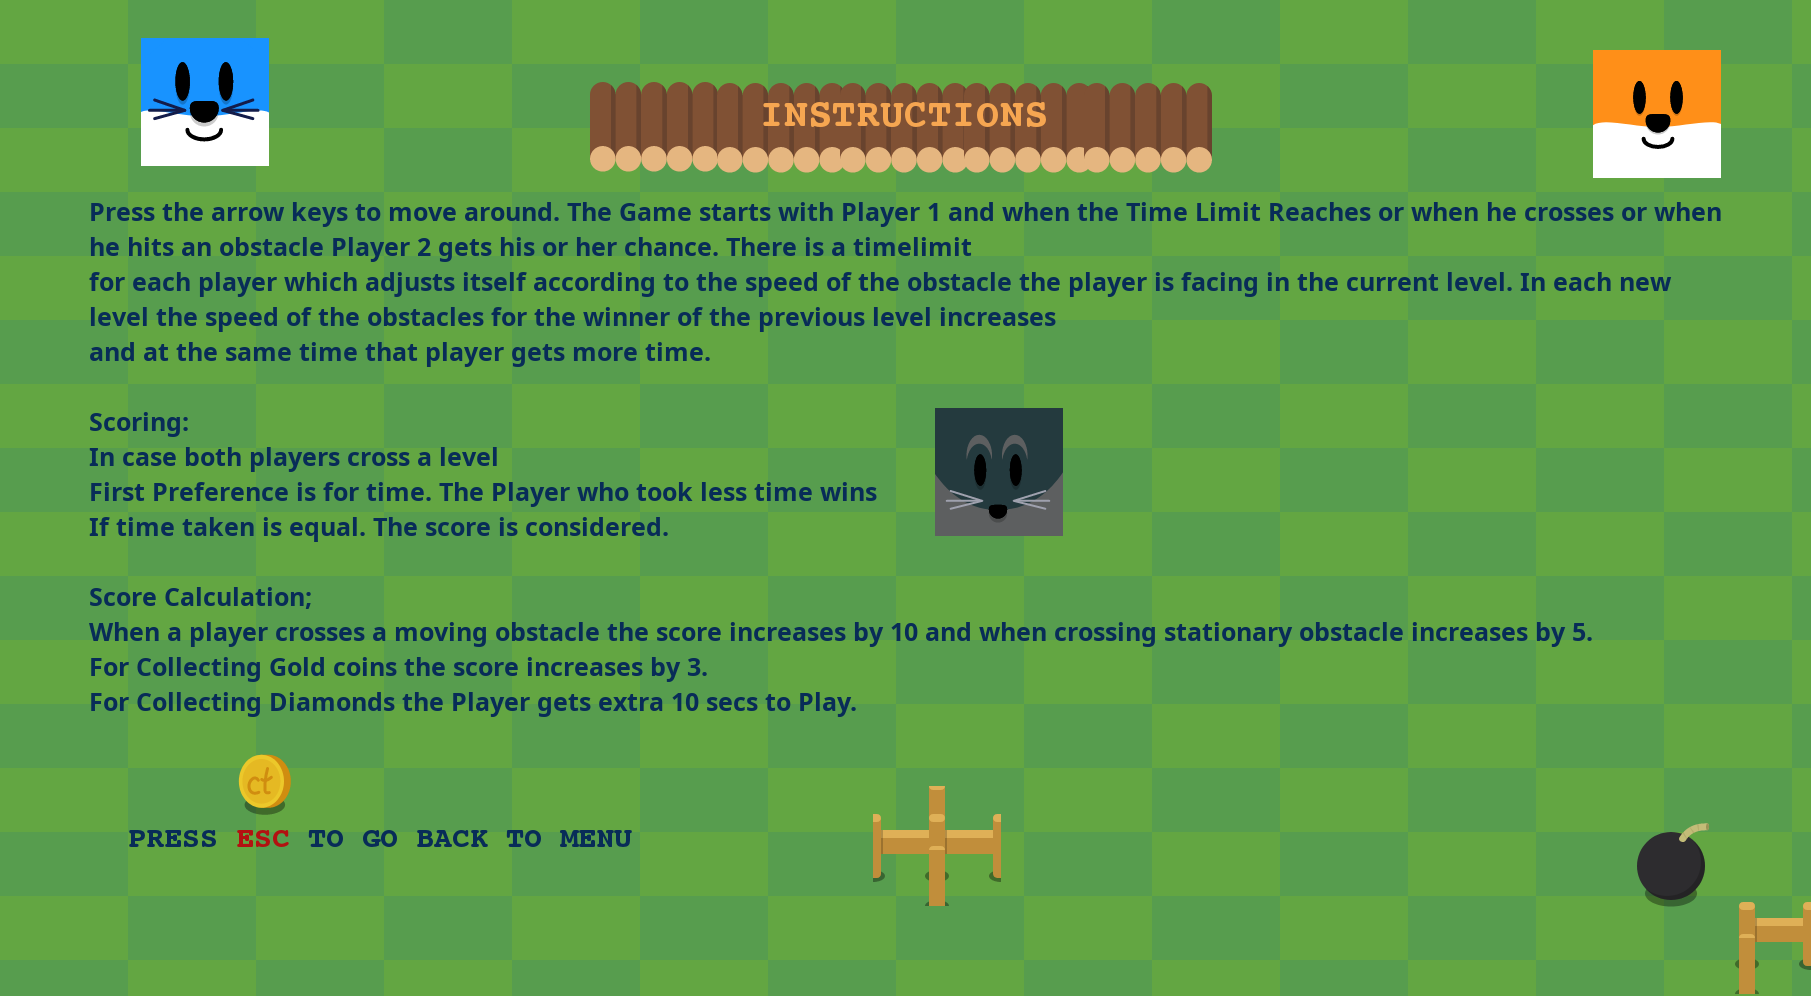 INSTRUCTIONS
Press the arrow keys to move around. The Game starts with Player 1 and when the Time Limit Reaches or when he crosses or when
he hits an obstacle Player 2 gets his or her chance. There is a timelimit
for each player which adjusts itself according to the speed of the obstacle the player is facing in the current level. In each new
level the speed of the obstacles for the winner of the previous level increases
and at the same time that player gets more time.
Scoring:
In case both players cross a level
First Preference is for time. The Player who took less time wins
If time taken is equal. The score is considered.
Score Calculation;
When a player crosses a moving obstacle the score increases by 10 and when crossing stationary obstacle increases by 5.
For Collecting Gold coins the score increases by 3.
For Collecting Diamonds the Player gets extra 10 secs to Play.
ct
PRESS ESC TO GO BACK TO MENU